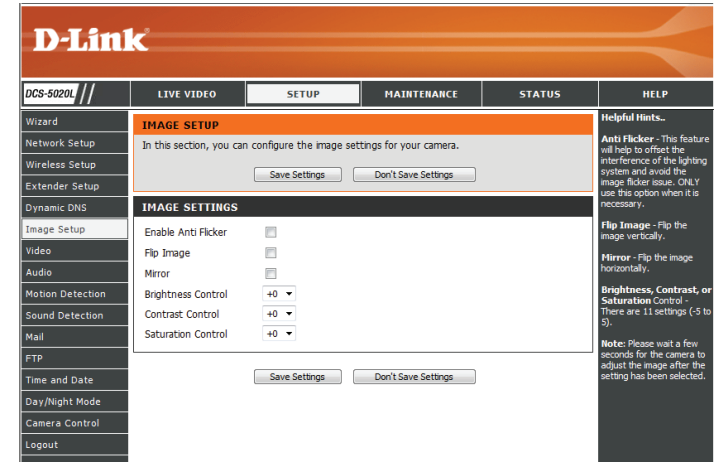 D-Link
DCS-5020L
LIVE VIDEO
SETUP
MAINTENANCE
STATUS
HELP
Wizard
Network Setup
Wireless Setup
Extender Setup
Dynamic DNS
Image Setup
Video
Audio
Motion Detection
Sound Detection
Mail
FTP
Time and Date
Day/Night Mode
Camera Control
Logout
IMAGE SETUP
In this section, you can configure the image settings for your camera.
Save Settings
Don't Save Settings
IMAGE SETTINGS
Enable Anti Flicker
Flip Image
Mirror
Brightness Control +0
Contrast Control +0
Saturation Control +0
Save Settings
Don't Save Settings
Helpful Hints..
Anti Flicker - This feature
will help to offset the
interference of the lighting
system and avoid the
image flicker issue. ONLY
use this option when it is
necessary.
Flip Image - Flip the
image vertically.
Mirror - Flip the image
horizontally.
Brightness, Contrast, or
Saturation Control -
There are 11 settings (-5 to
5).
Note: Please wait a few
seconds for the camera to
adjust the image after the
setting has been selected.